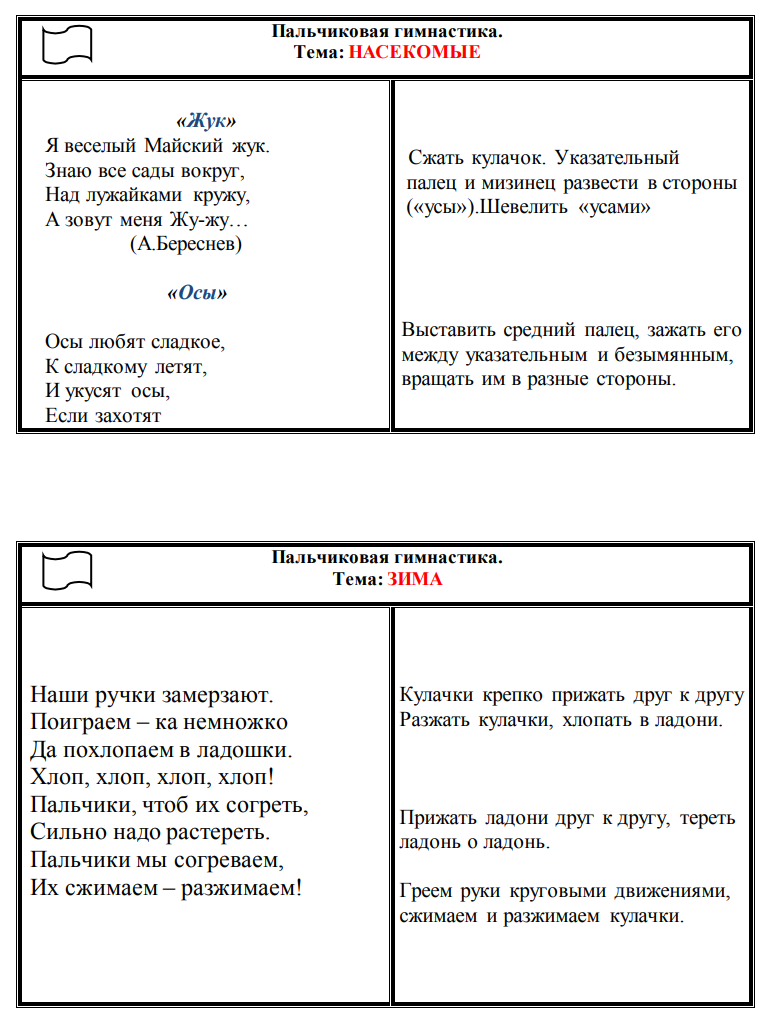 Пальчиковая гимнастика.
Тема: НАСЕКОМЫЕ
«Жук»
Я веселый Майский жук.
Знаю все сады вокруг,
Над лужайками кружу,
А зовут меня Жу-жу…
(А.Береснев)
«Осы»
Осы любят сладкое,
К сладкому летят,
И укусят осы,
Если захотят
Сжать кулачок. Указательный
палец и мизинец развести в стороны
(«усы»).Шевелить «усами»
Выставить средний палец, зажать его
между указательным и безымянным,
вращать им в разные стороны.
Пальчиковая гимнастика.
Тема: ЗИМА
Наши ручки замерзают.
Поиграем – ка немножко
Да похлопаем в ладошки.
Хлоп, хлоп, хлоп, хлоп!
Пальчики, чтоб их согреть,
Сильно надо растереть.
Пальчики мы согреваем,
Их сжимаем – разжимаем!
Кулачки крепко прижать друг к другу
Разжать кулачки, хлопать в ладони.
Прижать ладони друг к другу, тереть
ладонь о ладонь.
Греем руки круговыми движениями,
сжимаем и разжимаем кулачки.